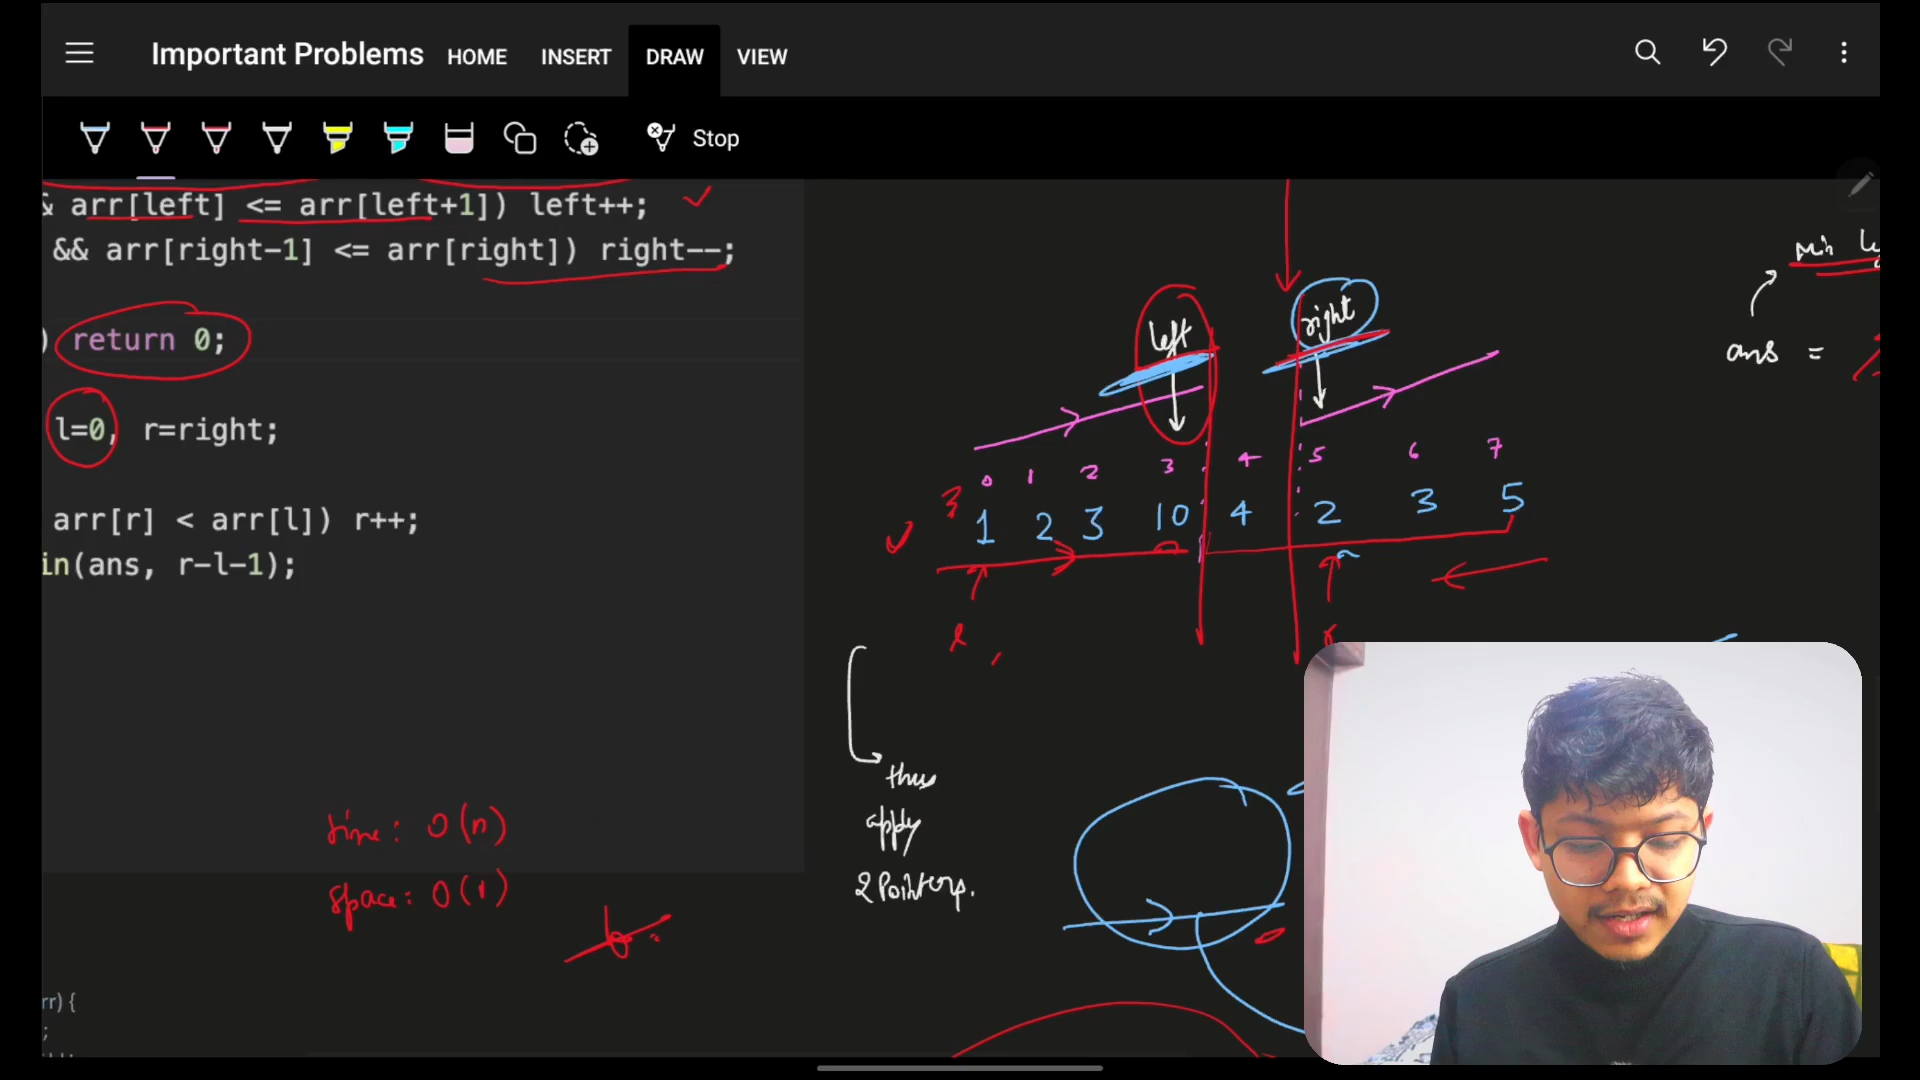 Important Problems HOME INSERT DRAW VIEW
Stop
& arr[left] <= arr[left+1]) left++;
&& arr[right-1] <= arr[right]) right--;
) return 0;
l=0, r=right;
arr[r] < arr[l]) r++;
in(ans, r-l-1);
time: O(n)
space: O(1)
rr) {
;
left right
0 1 2 3 4 5 6 7
1 2 3 10 4 2 3 5
l , r
thus
apply
2 Pointers.
min
ans =